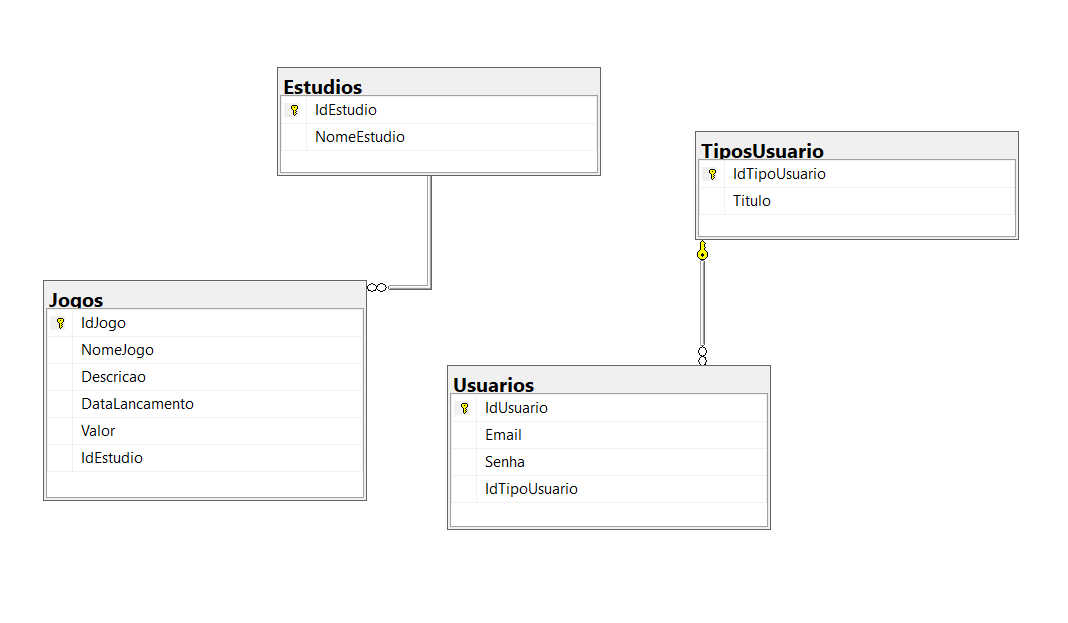 Estudios
IdEstudio
NomeEstudio
TiposUsuario
IdTipoUsuario
Titulo
Jogos
IdJogo
NomeJogo
Descricao
DataLancamento
Valor
IdEstudio
Usuarios
IdUsuario
Email
Senha
IdTipoUsuario